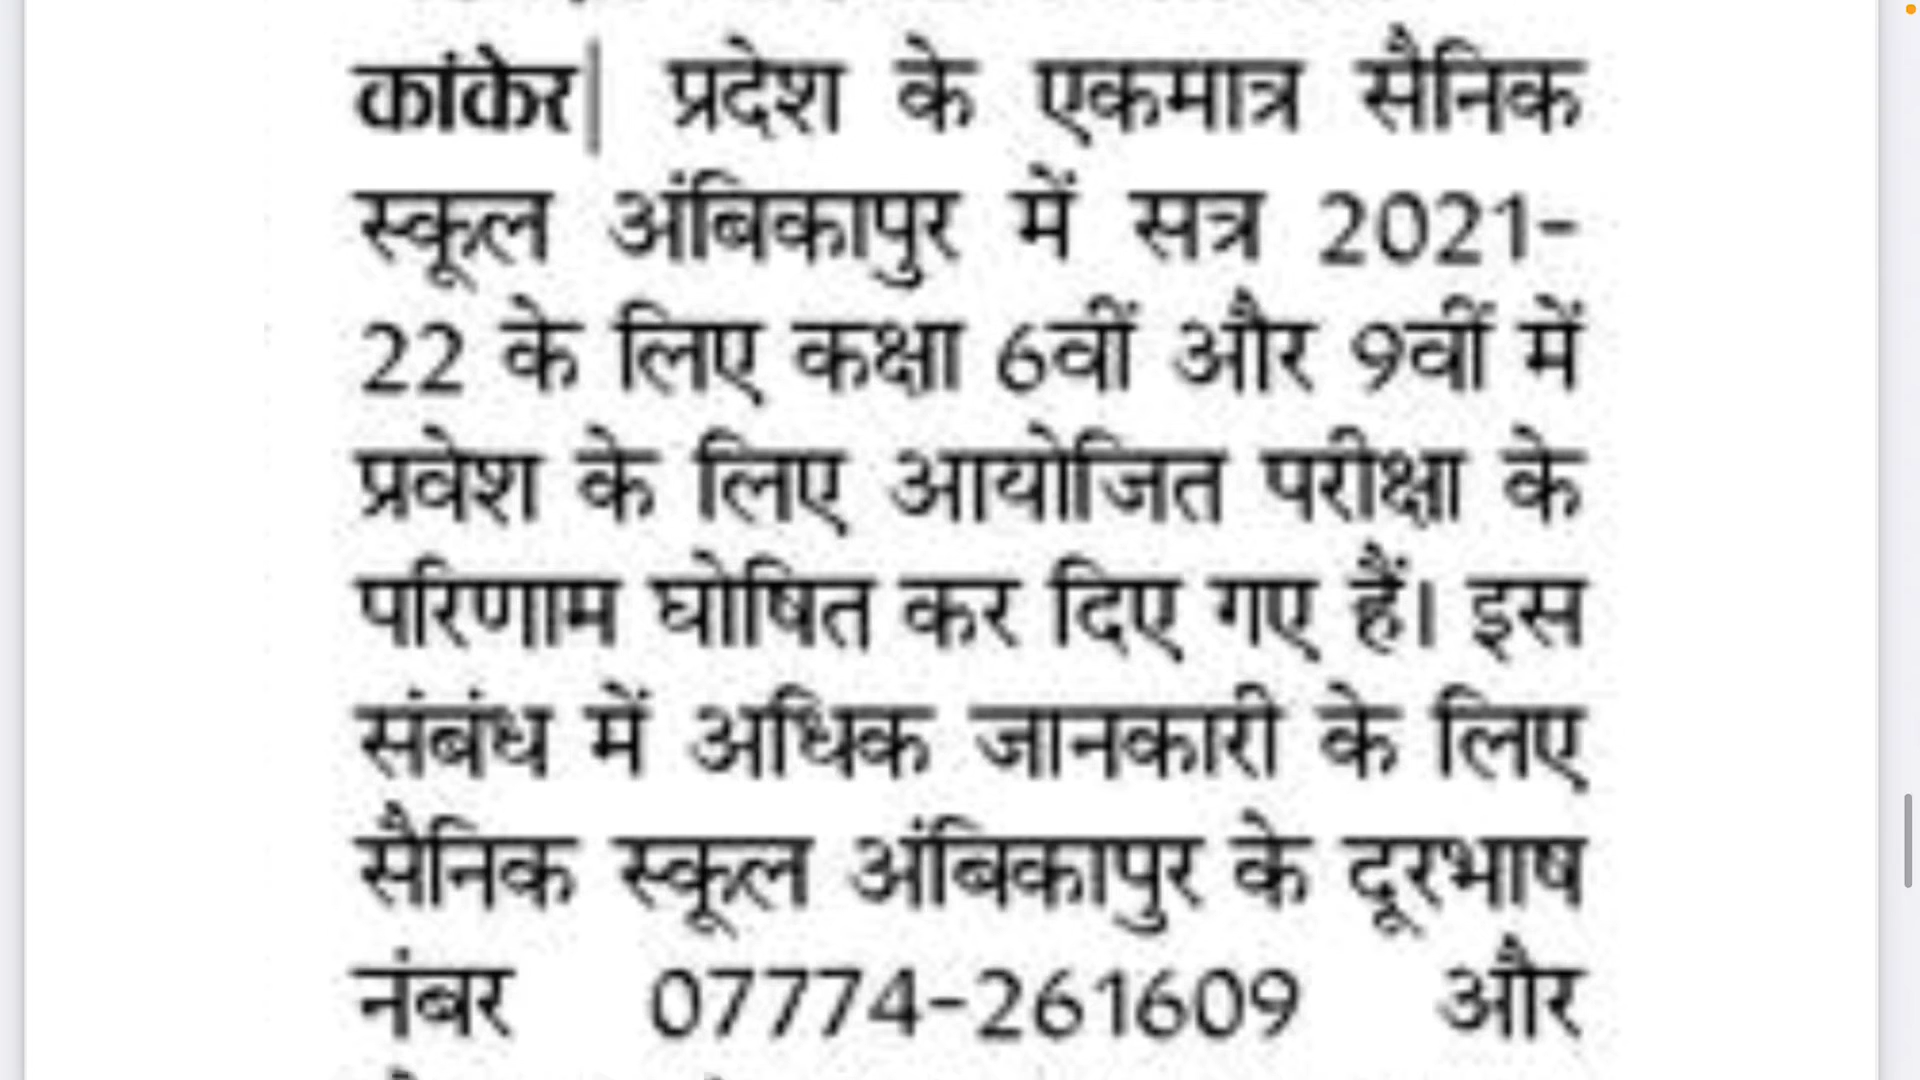 कांकेर| प्रदेश के एकमात्र सैनिक
स्कूल अंबिकापुर में सत्र 2021-
22 के लिए कक्षा 6वीं और 9वीं में
प्रवेश के लिए आयोजित परीक्षा के
परिणाम घोषित कर दिए गए हैं। इस
संबंध में अधिक जानकारी के लिए
सैनिक स्कूल अंबिकापुर के दूरभाष
नंबर 07774-261609 और